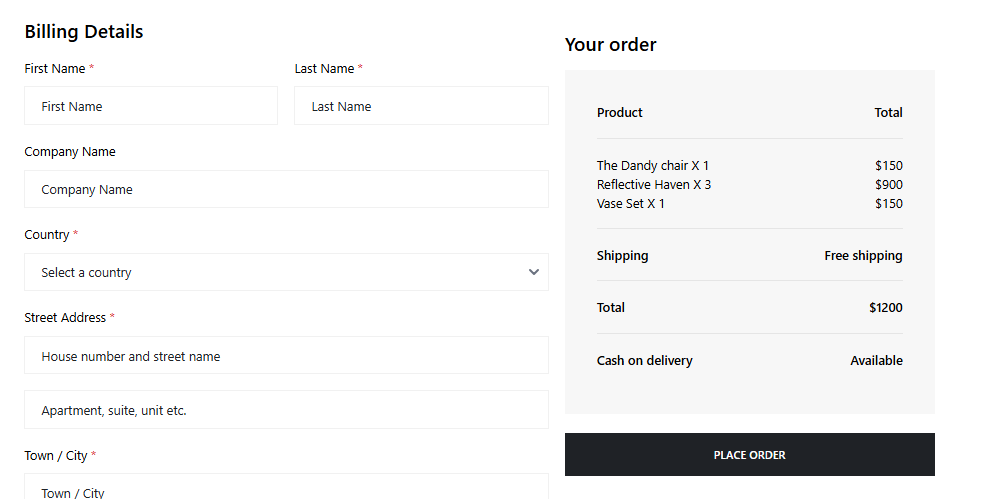 Billing Details
First Name * Last Name *
First Name Last Name
Company Name
Company Name
Country *
Select a country
Street Address *
House number and street name
Apartment, suite, unit etc.
Town / City *
Town / City
Your order
Product Total
The Dandy chair X 1 $150
Reflective Haven X 3 $900
Vase Set X 1 $150
Shipping Free shipping
Total $1200
Cash on delivery Available
PLACE ORDER